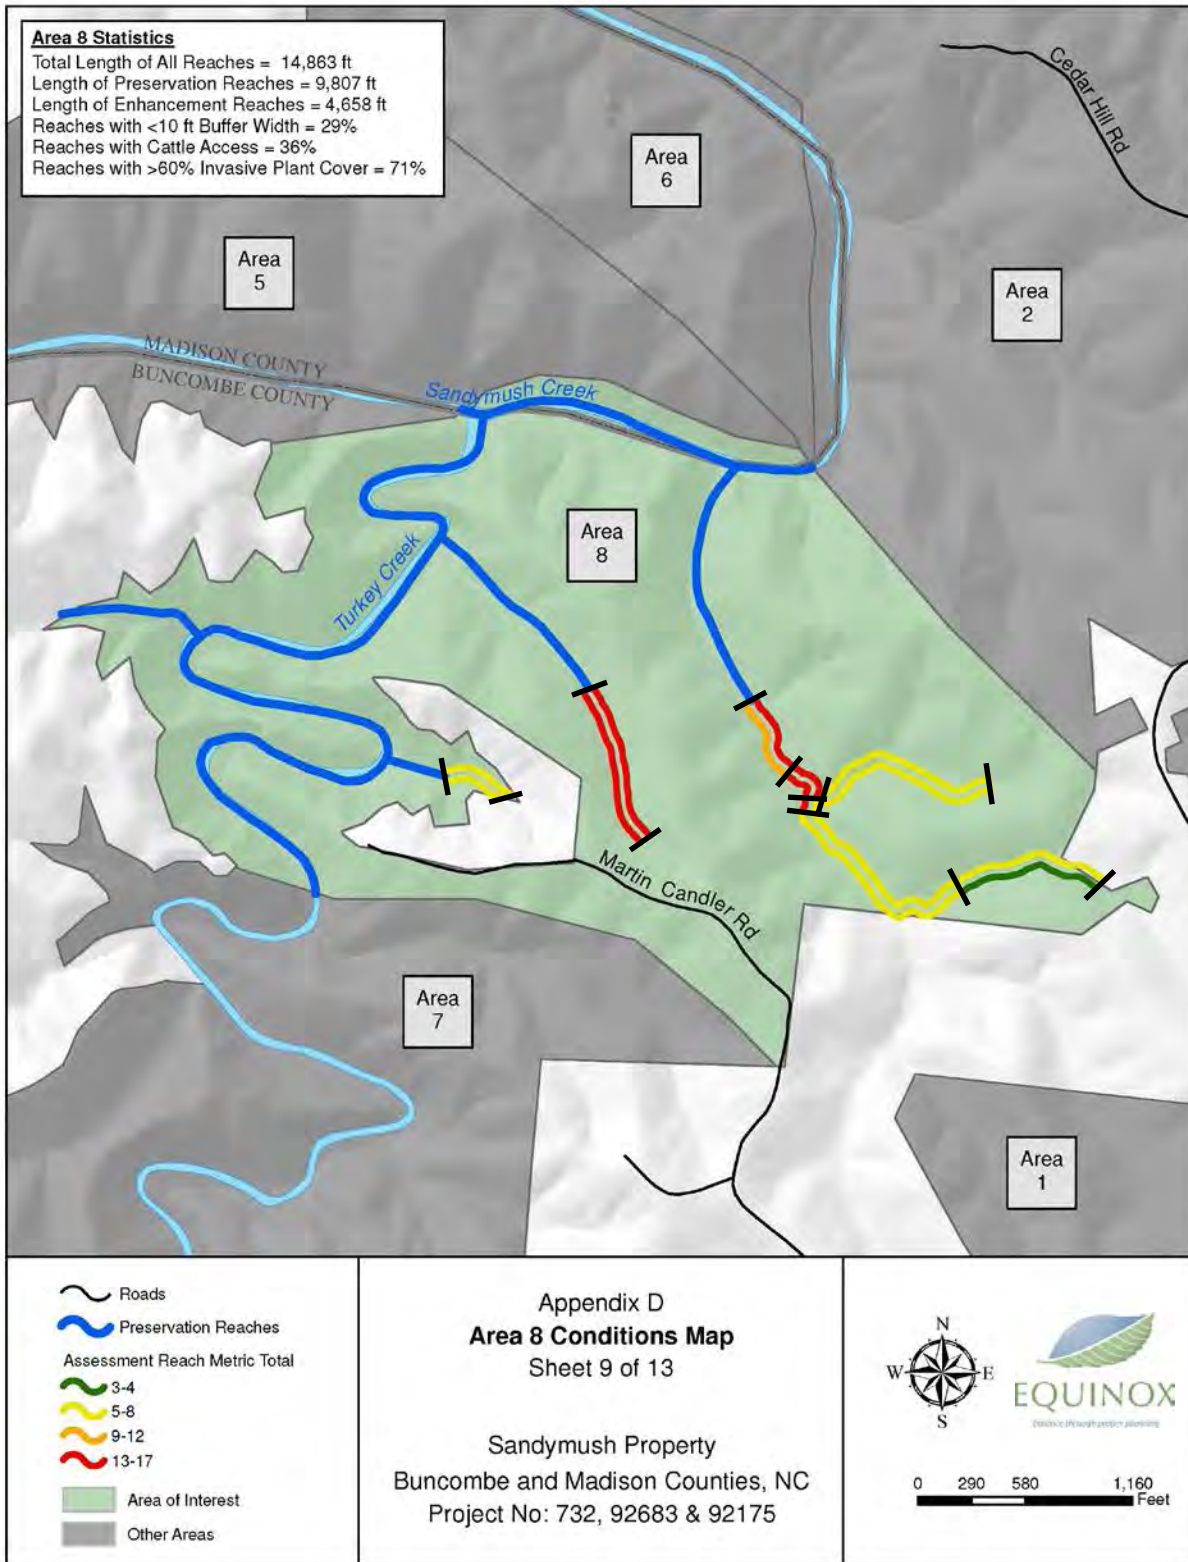 Area 8 Statistics
Total Length of All Reaches = 14,863 ft
Length of Preservation Reaches = 9,807 ft
Length of Enhancement Reaches = 4,658 ft
Reaches with <10 ft Buffer Width = 29%
Reaches with Cattle Access = 36%
Reaches with >60% Invasive Plant Cover = 71%
Cedar Hill Rd
Area
6
Area
5
Area
2
MADISON COUNTY
BUNCOMBE COUNTY
Sandymush Creek
Area
8
Turkey Creek
Martin Candler Rd
Area
7
Area
1
Roads
Preservation Reaches
Assessment Reach Metric Total
3-4
5-8
9-12
13-17
Area of Interest
Other Areas
Appendix D
Area 8 Conditions Map
Sheet 9 of 13
Sandymush Property
Buncombe and Madison Counties, NC
Project No: 732, 92683 & 92175
N
W E
S
EQUINOX
balance through proper planning
0 290 580 1,160
Feet